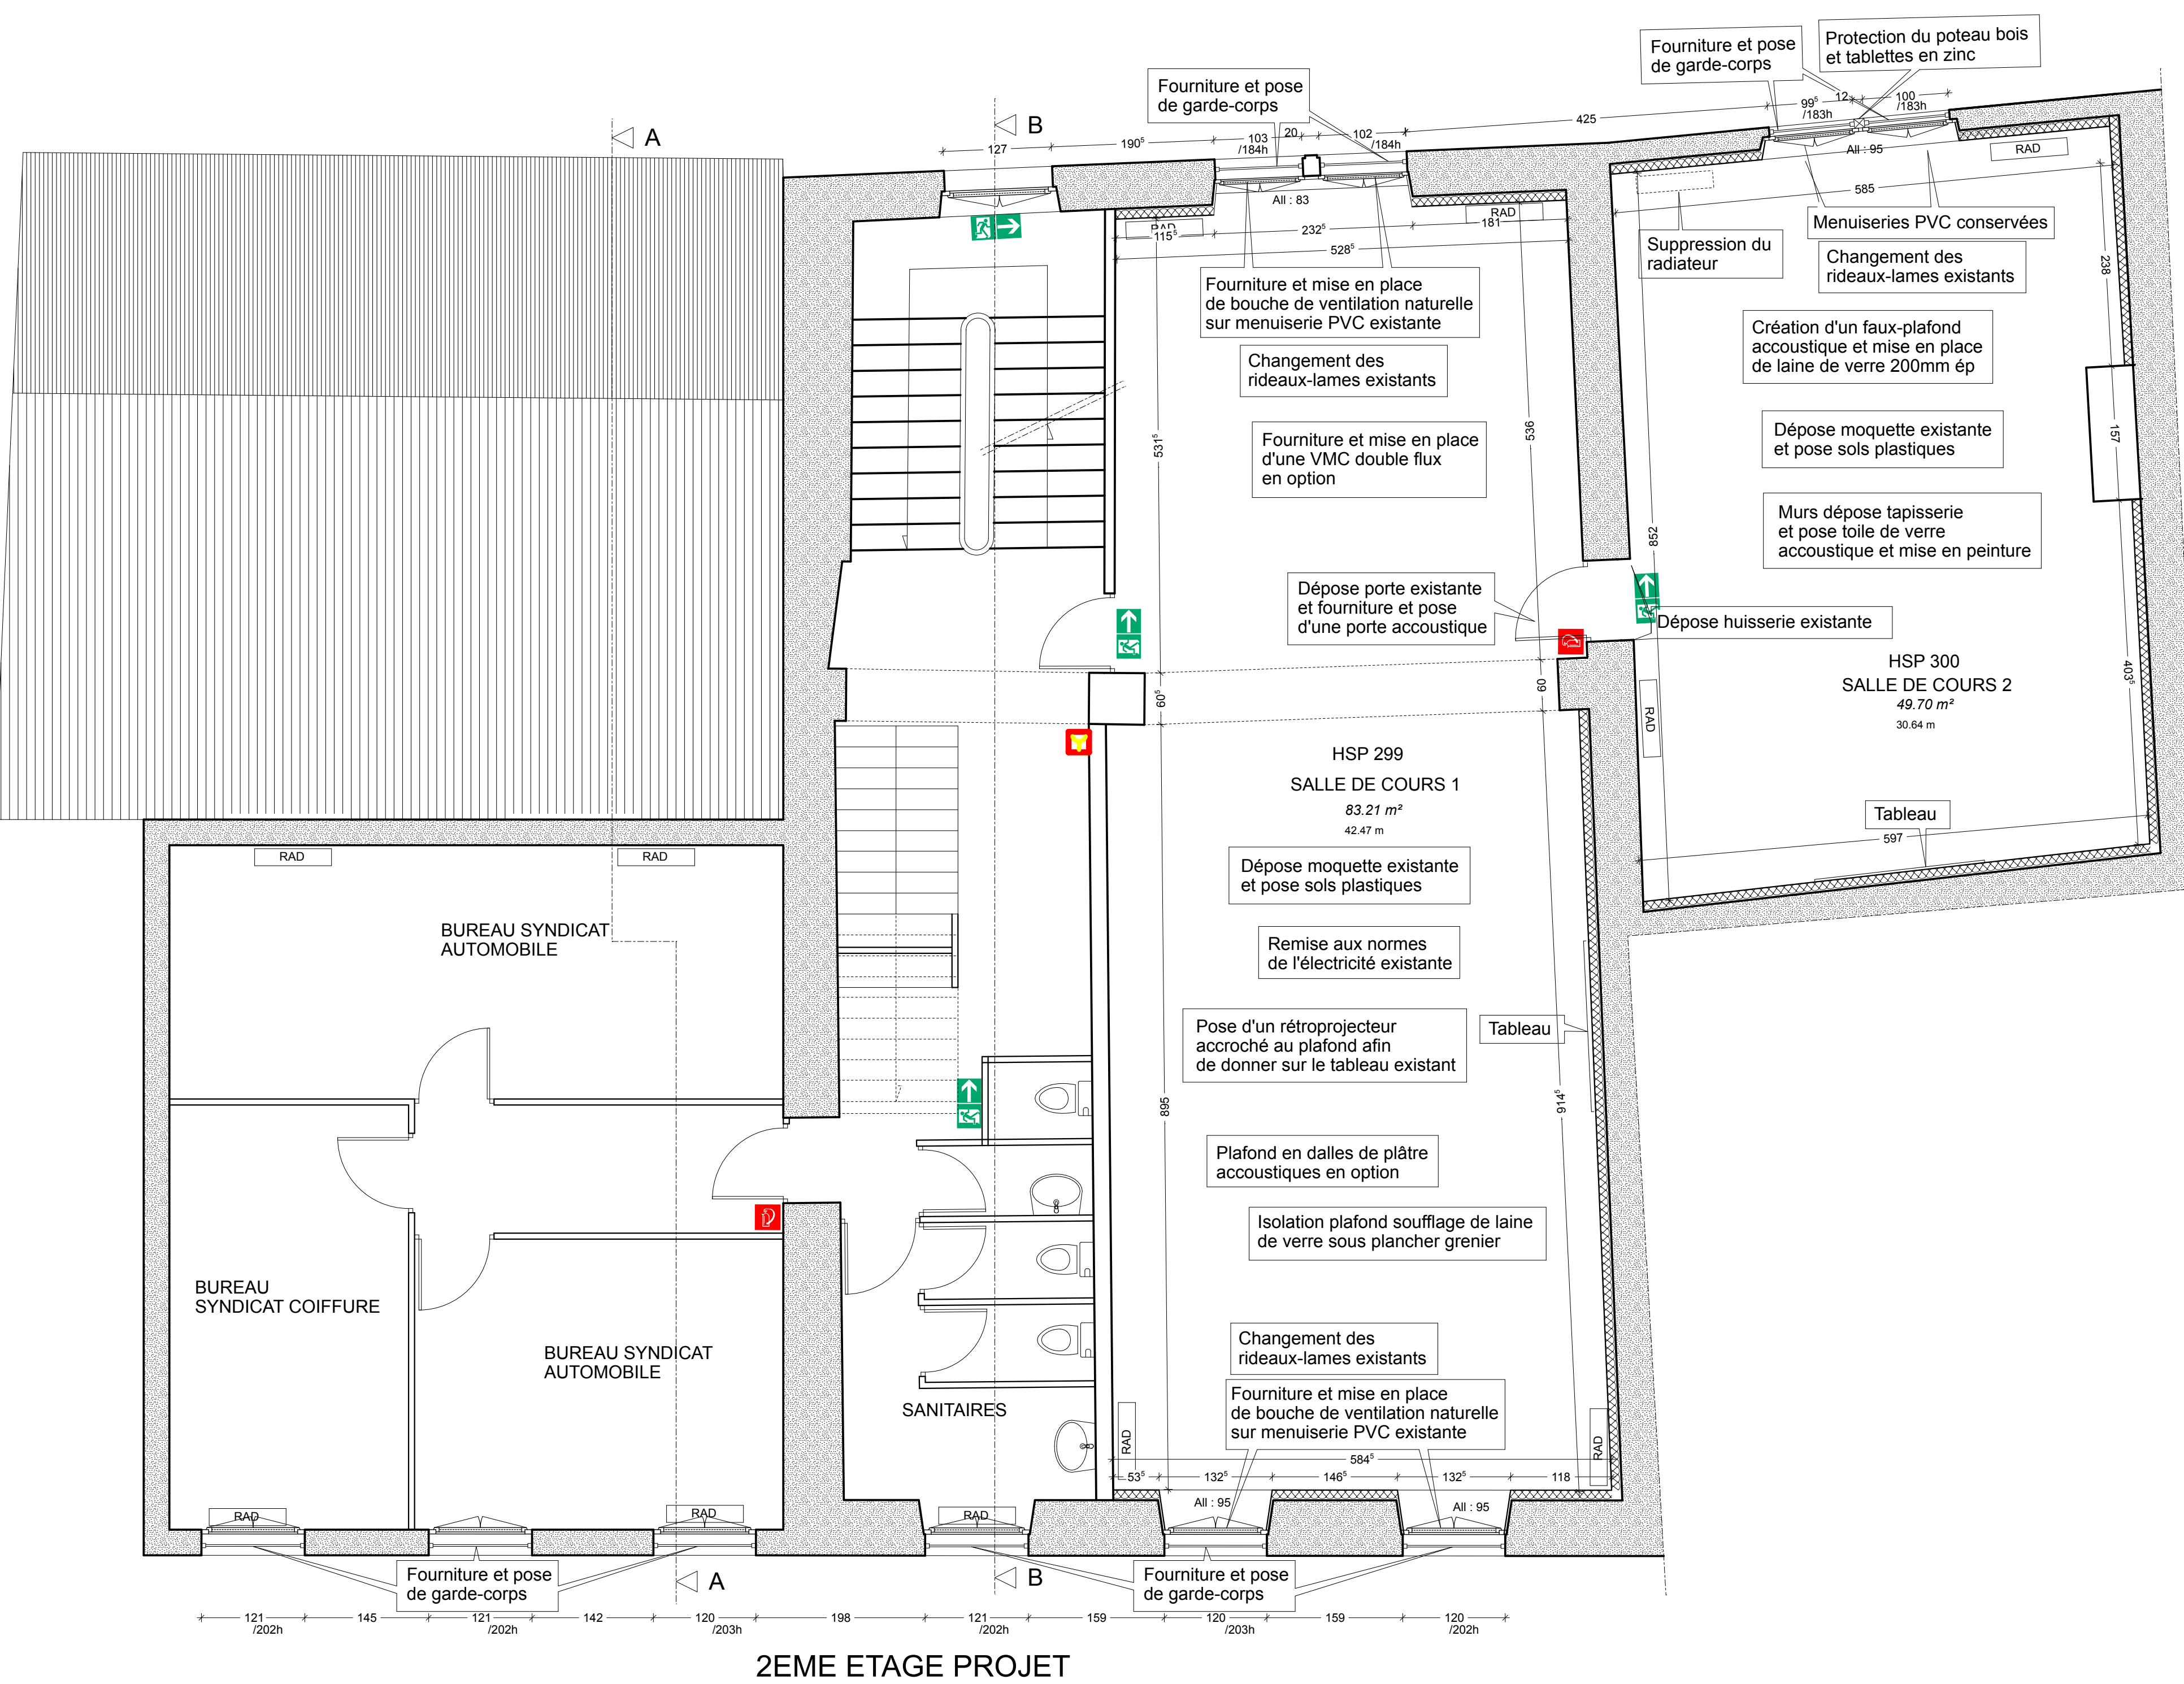 Fourniture et pose
de garde-corps
Protection du poteau bois
et tablettes en zinc
Fourniture et pose
de garde-corps
A
B
127
190⁵
103
/184h
20
102
/184h
425
99⁵
/183h
12
100
/183h
All : 83
All : 95
RAD
RAD
RAD
115⁵
232⁵
181
528⁵
585
Suppression du
radiateur
Menuiseries PVC conservées
Changement des
rideaux-lames existants
238
Fourniture et mise en place
de bouche de ventilation naturelle
sur menuiserie PVC existante
Création d'un faux-plafond
accoustique et mise en place
de laine de verre 200mm ép
Changement des
rideaux-lames existants
Fourniture et mise en place
d'une VMC double flux
en option
531⁵
536
Dépose moquette existante
et pose sols plastiques
157
Murs dépose tapisserie
et pose toile de verre
accoustique et mise en peinture
852
Dépose porte existante
et fourniture et pose
d'une porte accoustique
Dépose huisserie existante
HSP 300
SALLE DE COURS 2
49.70 m²
30.64 m
403⁵
60⁵
60
RAD
HSP 299
SALLE DE COURS 1
83.21 m²
42.47 m
Tableau
597
Dépose moquette existante
et pose sols plastiques
RAD
RAD
BUREAU SYNDICAT
AUTOMOBILE
Remise aux normes
de l'électricité existante
Pose d'un rétroprojecteur
accroché au plafond afin
de donner sur le tableau existant
Tableau
895
914⁵
Plafond en dalles de plâtre
accoustiques en option
Isolation plafond soufflage de laine
de verre sous plancher grenier
BUREAU
SYNDICAT COIFFURE
BUREAU SYNDICAT
AUTOMOBILE
SANITAIRES
Changement des
rideaux-lames existants
Fourniture et mise en place
de bouche de ventilation naturelle
sur menuiserie PVC existante
RAD
RAD
584⁵
53⁵
132⁵
146⁵
132⁵
118
All : 95
All : 95
RAD
RAD
RAD
Fourniture et pose
de garde-corps
A
B
Fourniture et pose
de garde-corps
121
/202h
145
121
/202h
142
120
/203h
198
121
/202h
159
120
/203h
159
120
/202h
2EME ETAGE PROJET